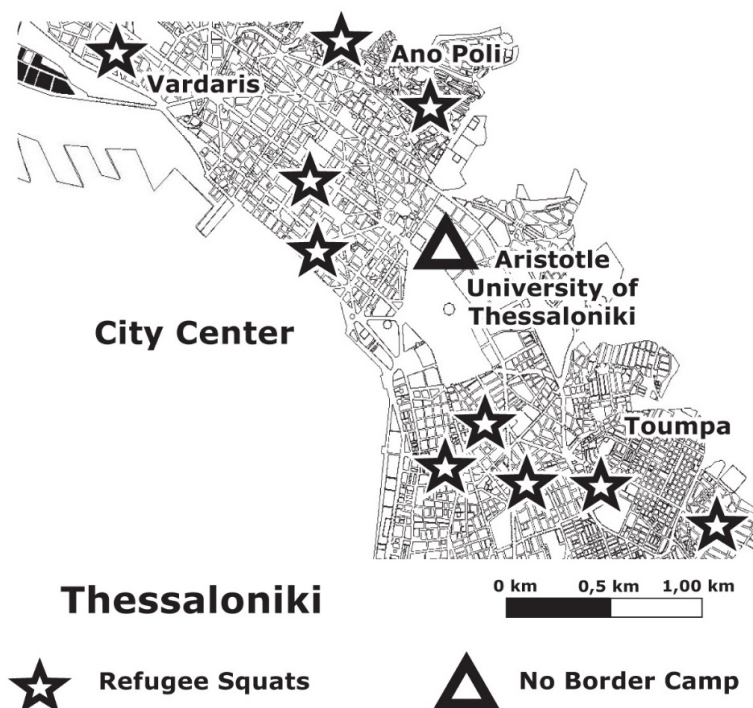 Ano Poli
Vardaris
Aristotle
University of
Thessaloniki
City Center
Toumpa
Thessaloniki
0 km 0,5 km 1,00 km
Refugee Squats
No Border Camp